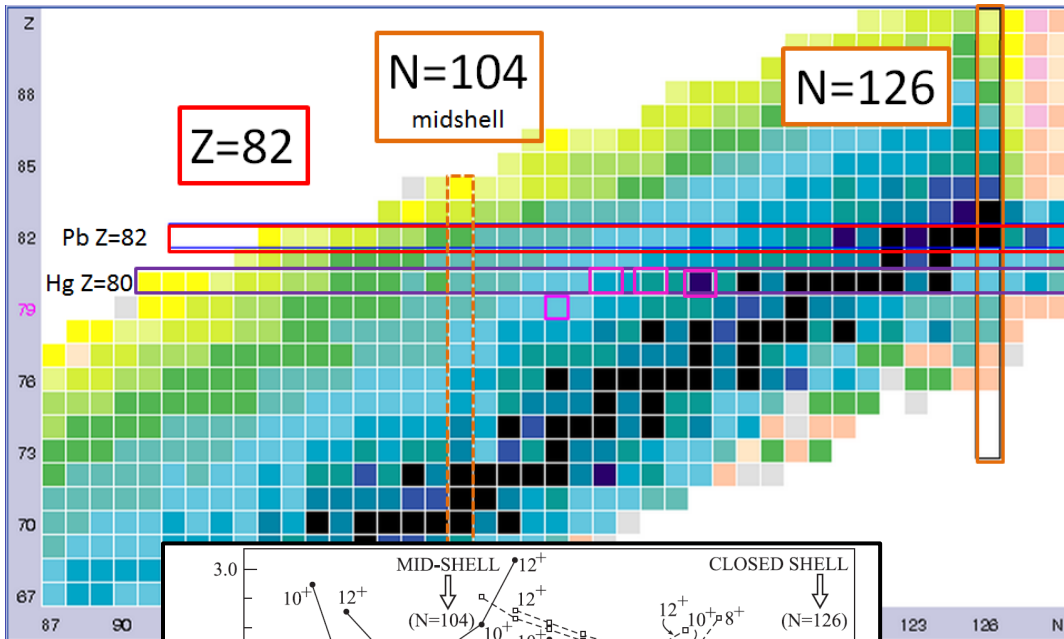 Z
N=104
midshell
N=126
88
Z=82
85
Pb Z=82
82
Hg Z=80
79
76
73
70
67
3.0
MID-SHELL
12+
CLOSED SHELL
10+
12+
12+
12+
10+
8+
(N=104)
10+
(N=126)
87
90
123
126
N